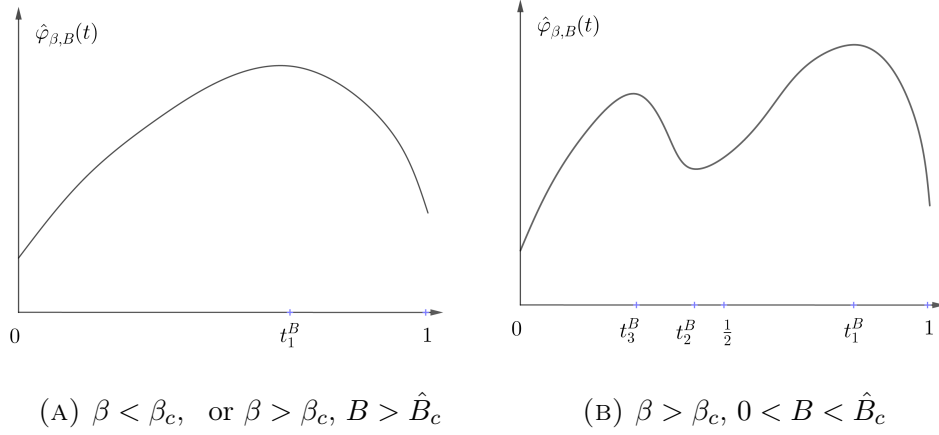 φ̂_{β,B}(t)
0
t_1^B
1
(A) β < β_c, or β > β_c, B > B̂_c
φ̂_{β,B}(t)
0
t_3^B
t_2^B
1/2
t_1^B
1
(B) β > β_c, 0 < B < B̂_c